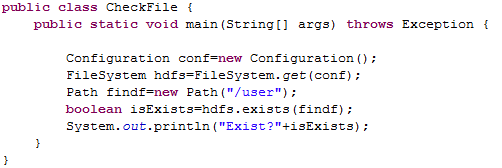 public class CheckFile {
    public static void main(String[] args) throws Exception {
        Configuration conf=new Configuration();
        FileSystem hdfs=FileSystem.get(conf);
        Path findf=new Path("/user");
        boolean isExists=hdfs.exists(findf);
        System.out.println("Exist?"+isExists);
    }
}